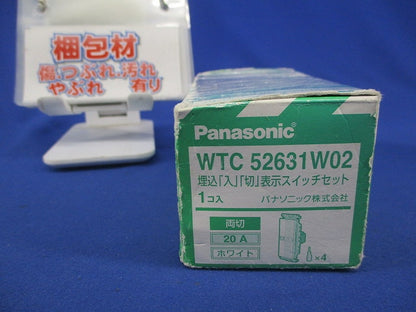 梱包材
傷,つぶれ,汚れ
やぶれ 有り
Panasonic
WTC 52631W02
埋込「入」「切」表示スイッチセット
1コ入 パナソニック株式会社
両切
20 A
ホワイト
×4